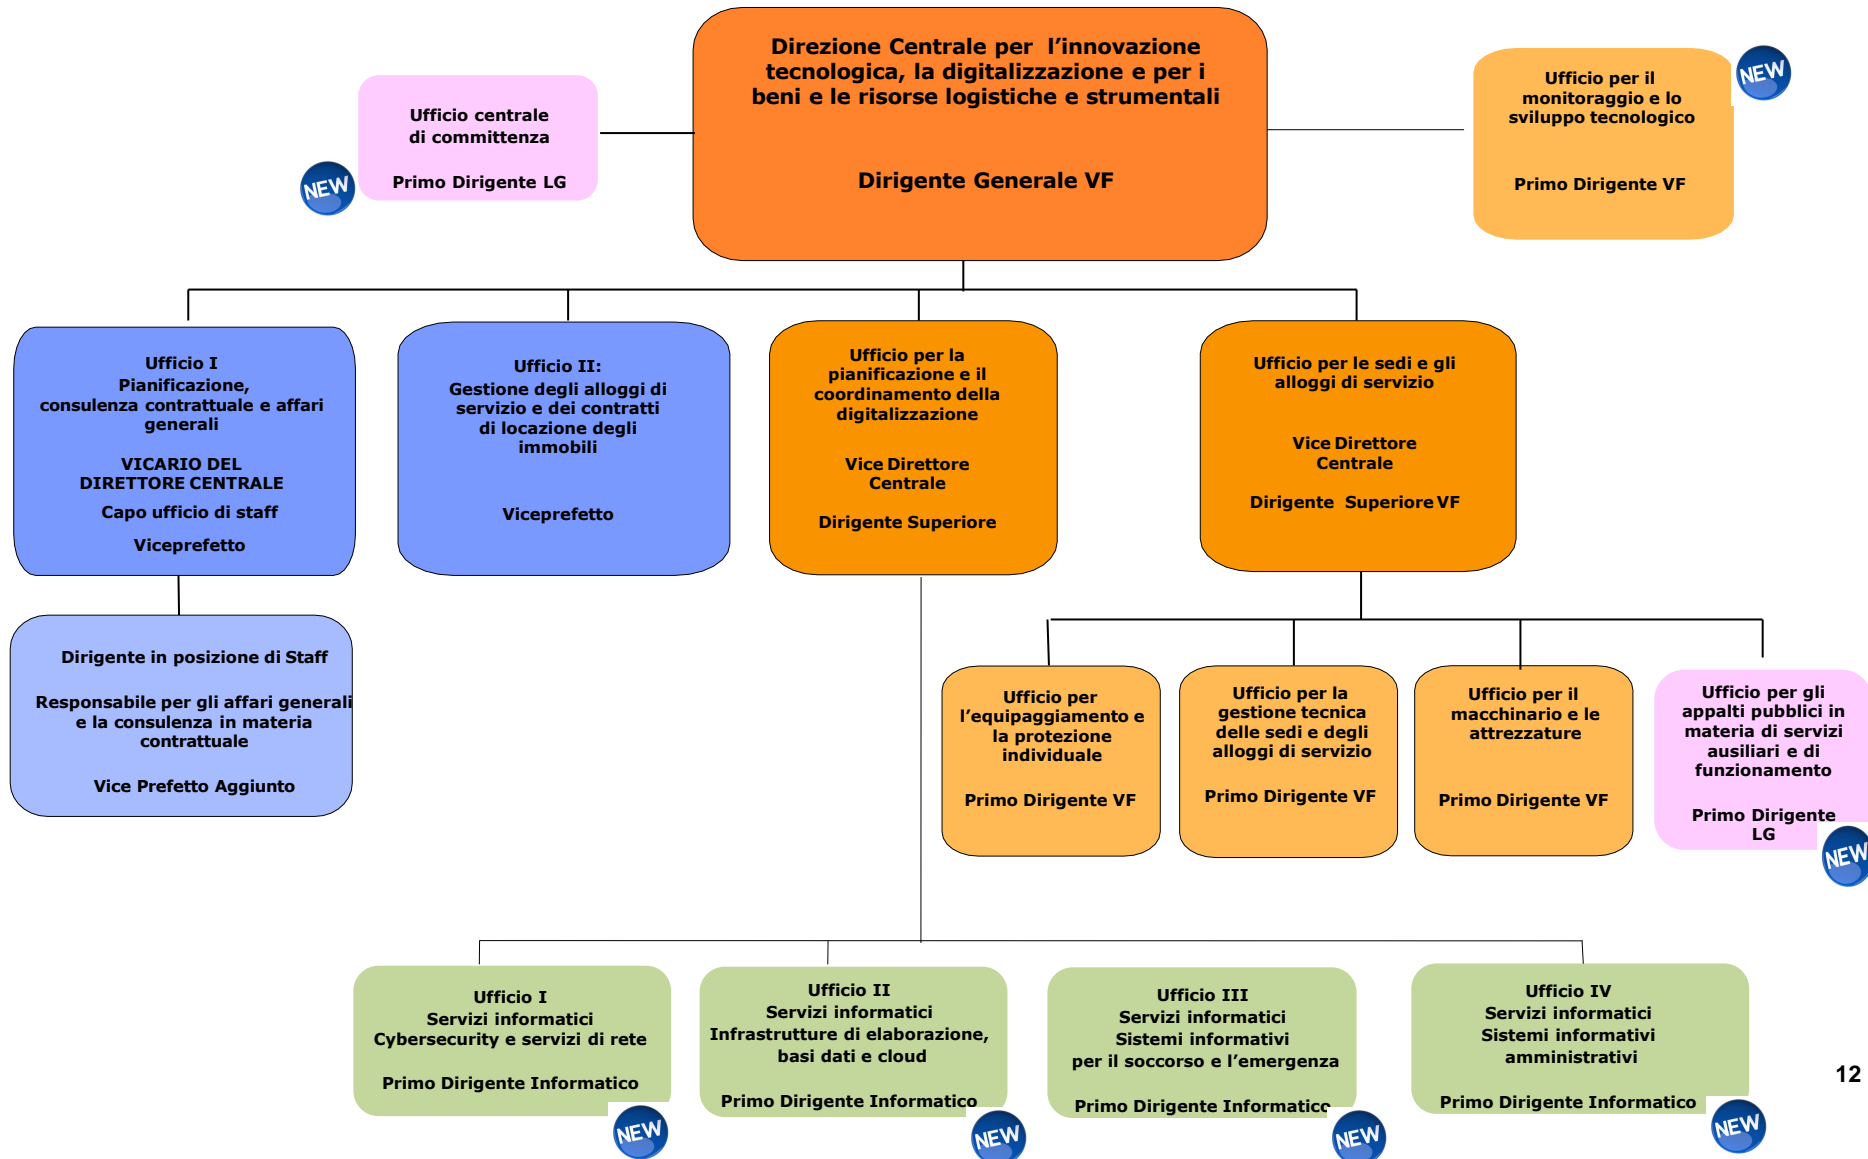 Direzione Centrale per l'innovazione
tecnologica, la digitalizzazione e per i
beni e le risorse logistiche e strumentali
Dirigente Generale VF
Ufficio centrale
di committenza
Primo Dirigente LG
NEW
Ufficio per il
monitoraggio e lo
sviluppo tecnologico
Primo Dirigente VF
NEW
Ufficio I
Pianificazione,
consulenza contrattuale e affari
generali
VICARIO DEL
DIRETTORE CENTRALE
Capo ufficio di staff
Viceprefetto
Ufficio II:
Gestione degli alloggi di
servizio e dei contratti
di locazione degli
immobili
Viceprefetto
Ufficio per la
pianificazione e il
coordinamento della
digitalizzazione
Vice Direttore
Centrale
Dirigente Superiore
Ufficio per le sedi e gli
alloggi di servizio
Vice Direttore
Centrale
Dirigente Superiore VF
Dirigente in posizione di Staff
Responsabile per gli affari generali
e la consulenza in materia
contrattuale
Vice Prefetto Aggiunto
Ufficio per
l'equipaggiamento e
la protezione
individuale
Primo Dirigente VF
Ufficio per la
gestione tecnica
delle sedi e degli
alloggi di servizio
Primo Dirigente VF
Ufficio per il
macchinario e le
attrezzature
Primo Dirigente VF
Ufficio per gli
appalti pubblici in
materia di servizi
ausiliari e di
funzionamento
Primo Dirigente
LG
NEW
Ufficio I
Servizi informatici
Cybersecurity e servizi di rete
Primo Dirigente Informatico
NEW
Ufficio II
Servizi informatici
Infrastrutture di elaborazione,
basi dati e cloud
Primo Dirigente Informatico
NEW
Ufficio III
Servizi informatici
Sistemi informativi
per il soccorso e l'emergenza
Primo Dirigente Informatico
NEW
Ufficio IV
Servizi informatici
Sistemi informativi
amministrativi
Primo Dirigente Informatico
NEW
12